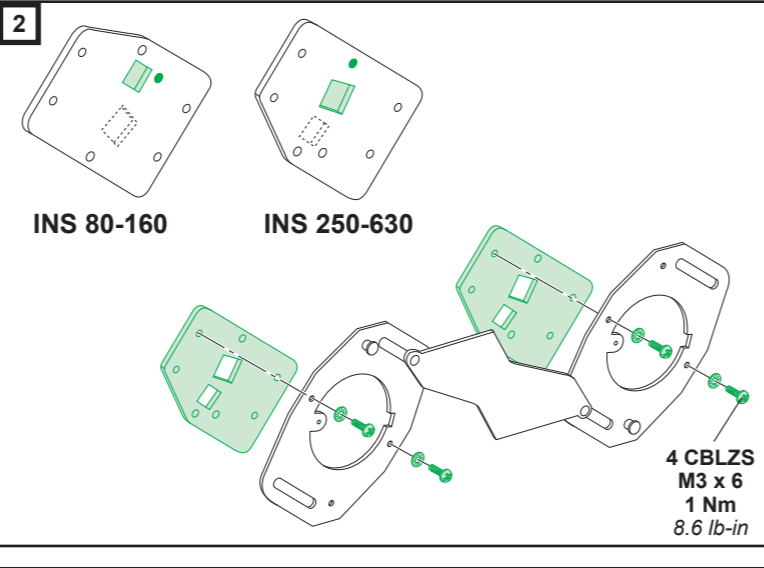 2
INS 80-160
INS 250-630
4 CBLZS
M3 x 6
1 Nm
8.6 lb-in